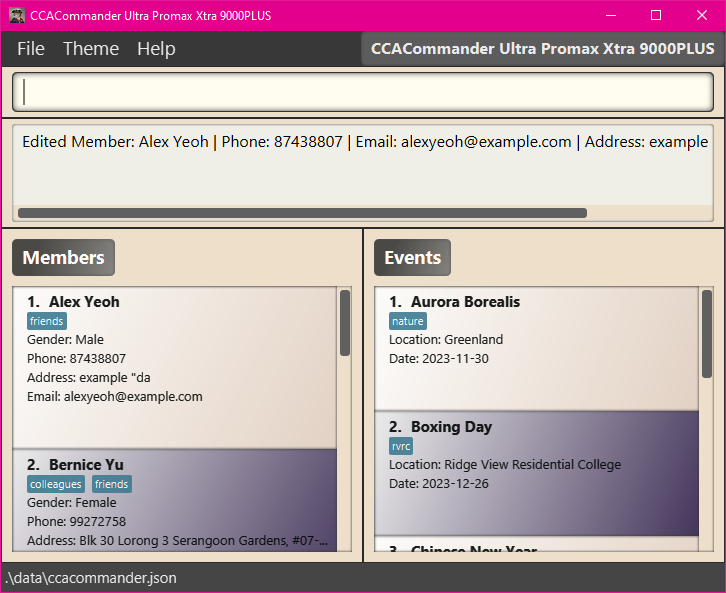 CCACommander Ultra Promax Xtra 9000PLUS
File Theme Help CCACommander Ultra Promax Xtra 9000PLUS
Edited Member: Alex Yeoh | Phone: 87438807 | Email: alexyeoh@example.com | Address: example
Members
1. Alex Yeoh
friends
Gender: Male
Phone: 87438807
Address: example "da
Email: alexyeoh@example.com
2. Bernice Yu
colleagues friends
Gender: Female
Phone: 99272758
Address: Blk 30 Lorong 3 Serangoon Gardens, #07-...
Events
1. Aurora Borealis
nature
Location: Greenland
Date: 2023-11-30
2. Boxing Day
rvrc
Location: Ridge View Residential College
Date: 2023-12-26
3. Chinese New Year
.\data\ccacommander.json